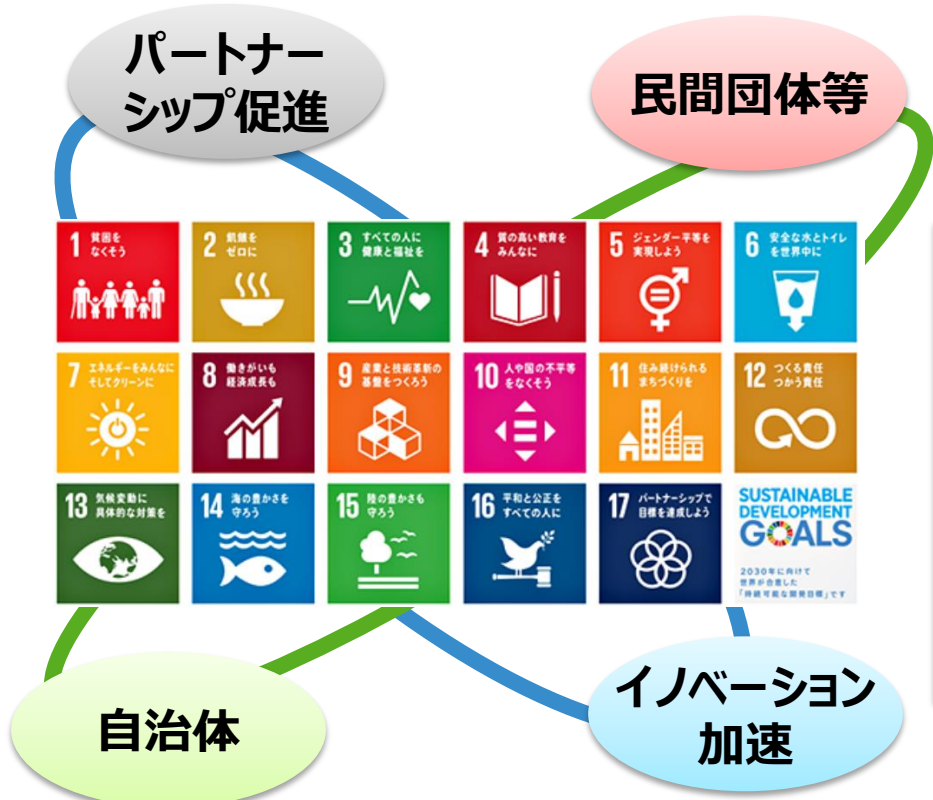 パートナー
シップ促進
民間団体等
1 貧困を
なくそう
2 飢餓を
ゼロに
3 すべての人に
健康と福祉を
4 質の高い教育を
みんなに
5 ジェンダー平等を
実現しよう
6 安全な水とトイレ
を世界中に
7 エネルギーをみんなに
そしてクリーンに
8 働きがいも
経済成長も
9 産業と技術革新の
基盤をつくろう
10 人や国の不平等
をなくそう
11 住み続けられる
まちづくりを
12 つくる責任
つかう責任
13 気候変動に
具体的な対策を
14 海の豊かさを
守ろう
15 陸の豊かさも
守ろう
16 平和と公正を
すべての人に
17 パートナーシップで
目標を達成しよう
SUSTAINABLE
DEVELOPMENT
GOALS
2030年に向けて
世界が合意した
「持続可能な開発目標」です
自治体
イノベーション
加速